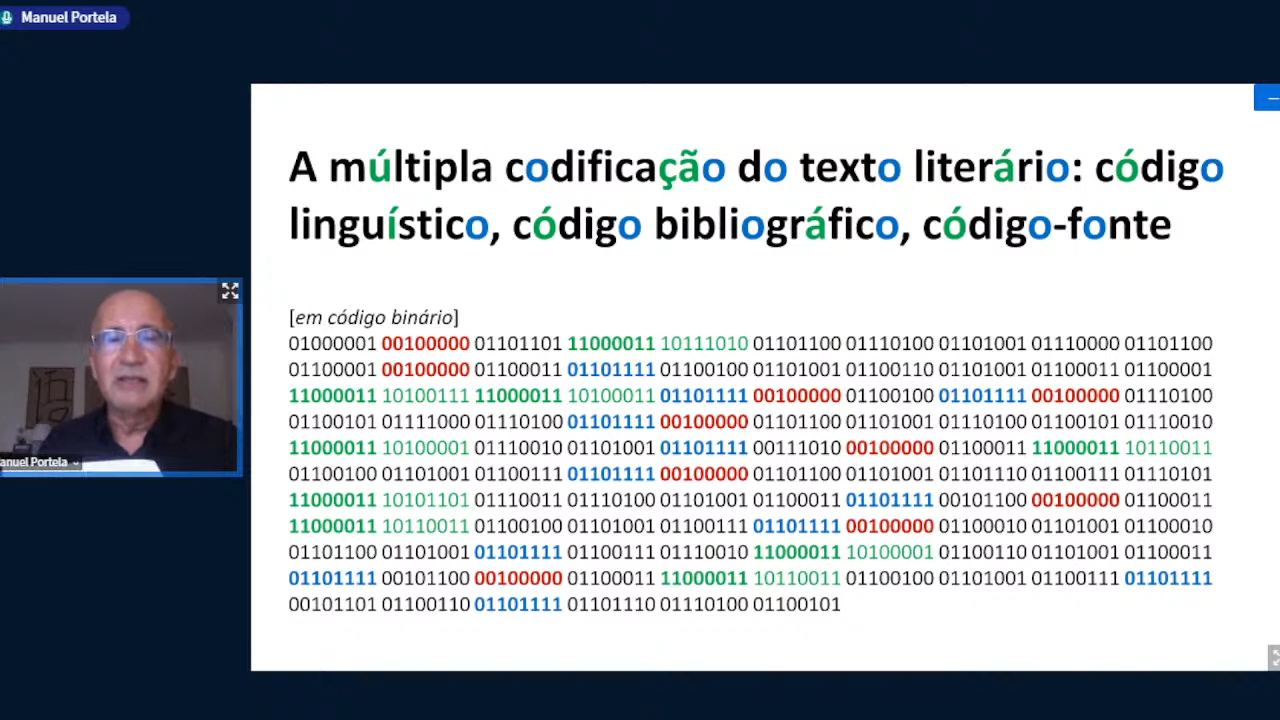 Manuel Portela
A múltipla codificação do texto literário: código
linguístico, código bibliográfico, código-fonte
[em código binário]
01000001 00100000 01101101 11000011 10111010 01101100 01110100 01101001 01110000 01101100
01100001 00100000 01100011 01101111 01100100 01101001 01100110 01101001 01100011 01100001
11000011 10100111 11000011 10100011 01101111 00100000 01100100 01101111 00100000 01110100
01100101 01111000 01110100 01101111 00100000 01101100 01101001 01110100 01100101 01110010
11000011 10100001 01110010 01101001 01101111 00111010 00100000 01100011 11000011 10110011
01100100 01101001 01100111 01101111 00100000 01101100 01101001 01101110 01100111 01110101
11000011 10101101 01110011 01110100 01101001 01100011 01101111 00101100 00100000 01100011
11000011 10110011 01100100 01101001 01100111 01101111 00100000 01100010 01101001 01100010
01101100 01101001 01101111 01100111 01110010 11000011 10100001 01100110 01101001 01100011
01101111 00101100 00100000 01100011 11000011 10110011 01100100 01101001 01100111 01101111
00101101 01100110 01101111 01101110 01110100 01100101
anuel Portela